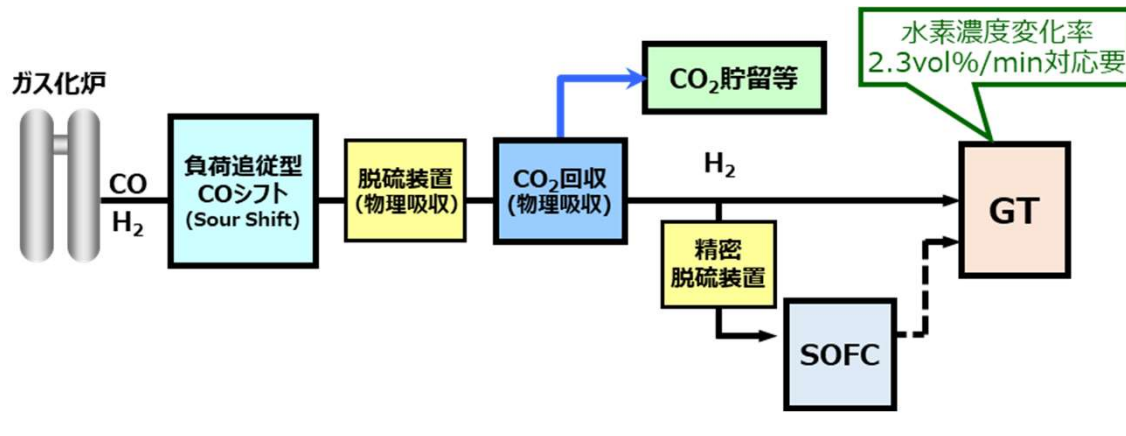 水素濃度変化率
2.3vol%/min対応要
ガス化炉
CO₂貯留等
CO
H₂
負荷追従型
COシフト
(Sour Shift)
脱硫装置
(物理吸収)
CO₂回収
(物理吸収)
H₂
GT
精密
脱硫装置
SOFC